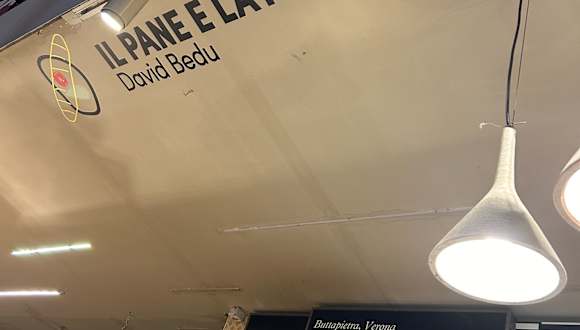 IL PANE E LA
David Bedu
Buttapietra, Verona